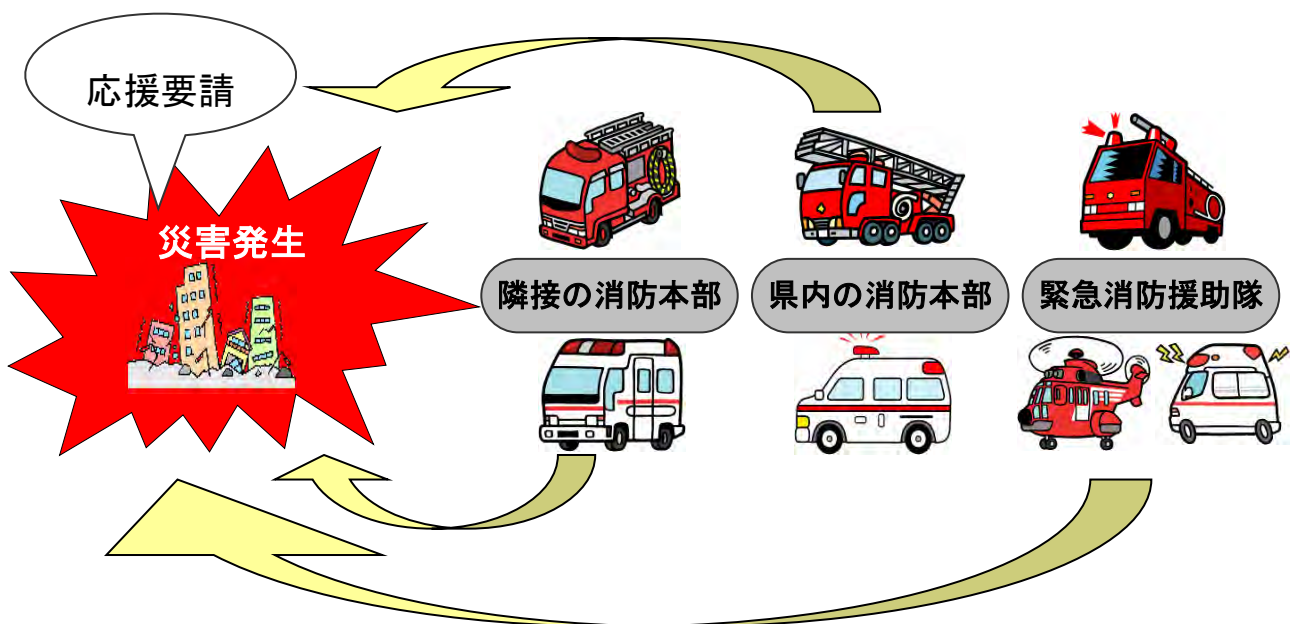 応援要請
災害発生
隣接の消防本部
県内の消防本部
緊急消防援助隊